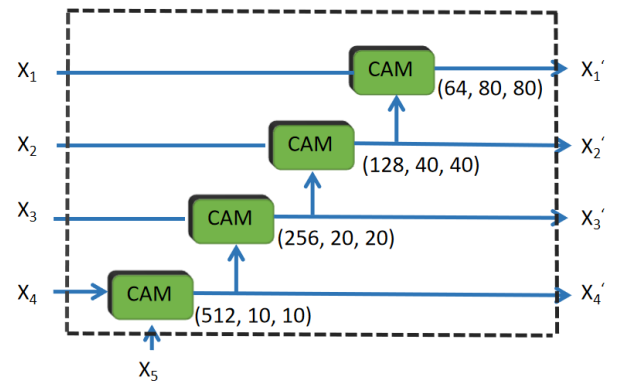 X1 CAM (64, 80, 80) X1‘
X2 CAM (128, 40, 40) X2‘
X3 CAM (256, 20, 20) X3‘
X4 CAM (512, 10, 10) X4‘
X5